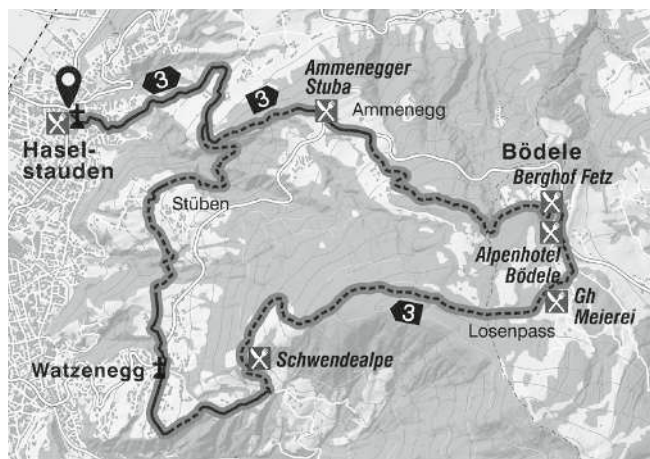 3
3
Ammenegger
Stuba
Ammenegg
Hasel-
stauden
Bödele
Berghof Fetz
Stüben
Alpenhotel
Bödele
Gh
Meierei
3
Losenpass
Schwendealpe
Watzenegg